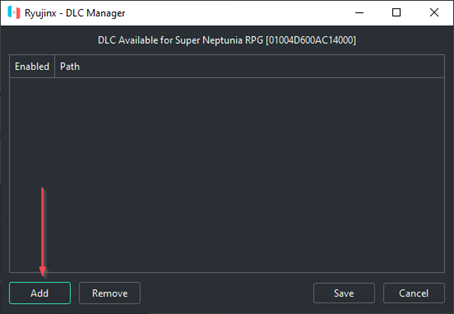 Ryujinx - DLC Manager
DLC Available for Super Neptunia RPG [01004D600AC14000]
Enabled Path
Add Remove Save Cancel